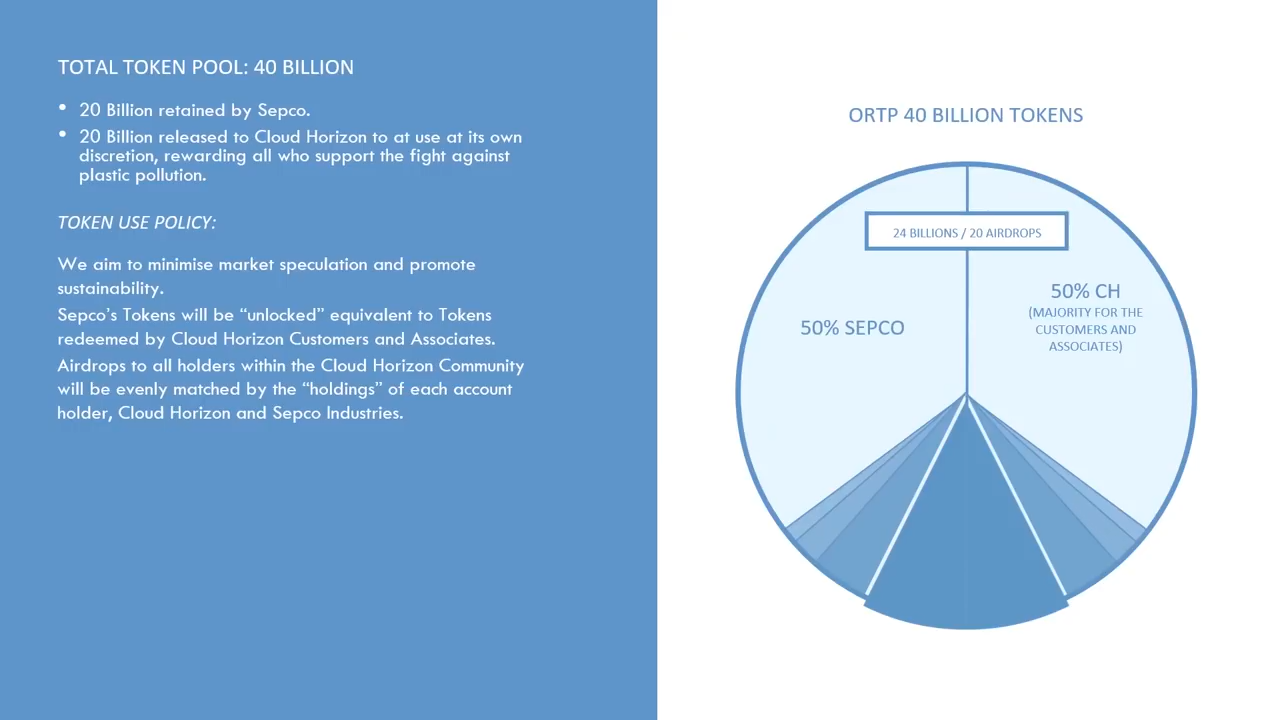 TOTAL TOKEN POOL: 40 BILLION
• 20 Billion retained by Sepco.
• 20 Billion released to Cloud Horizon to at use at its own
discretion, rewarding all who support the fight against
plastic pollution.
TOKEN USE POLICY:
We aim to minimise market speculation and promote
sustainability.
Sepco’s Tokens will be “unlocked” equivalent to Tokens
redeemed by Cloud Horizon Customers and Associates.
Airdrops to all holders within the Cloud Horizon Community
will be evenly matched by the “holdings” of each account
holder, Cloud Horizon and Sepco Industries.
ORTP 40 BILLION TOKENS
24 BILLIONS / 20 AIRDROPS
50% SEPCO
50% CH
(MAJORITY FOR THE
CUSTOMERS AND
ASSOCIATES)